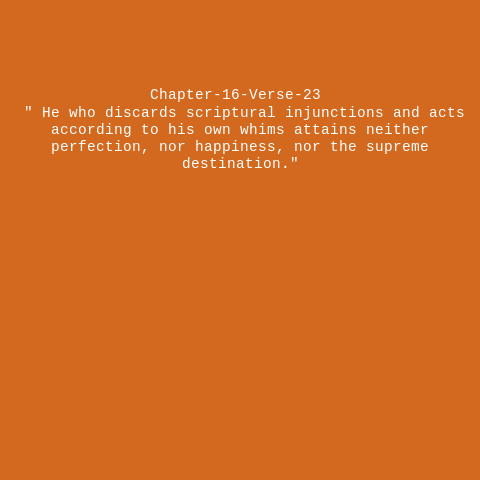 Chapter-16-Verse-23
" He who discards scriptural injunctions and acts
according to his own whims attains neither
perfection, nor happiness, nor the supreme
destination."